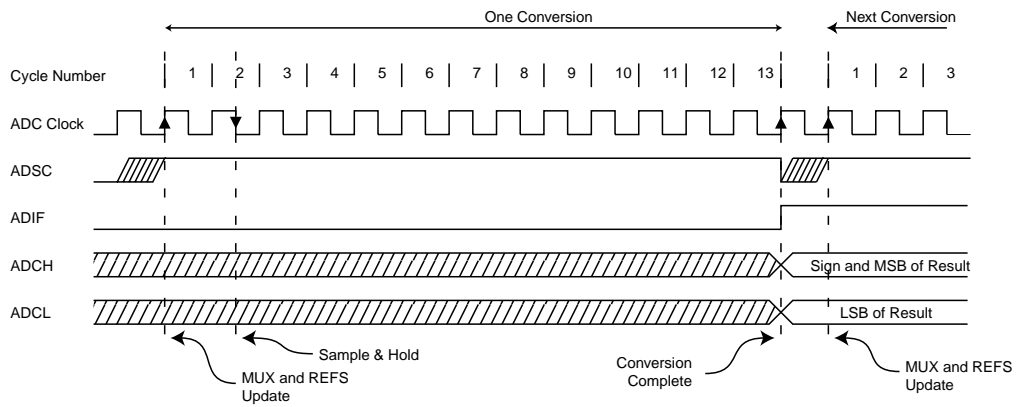 One Conversion
Next Conversion
Cycle Number 1 2 3 4 5 6 7 8 9 10 11 12 13 1 2 3
ADC Clock
ADSC
ADIF
ADCH Sign and MSB of Result
ADCL LSB of Result
Sample & Hold
MUX and REFS
Update
Conversion
Complete
MUX and REFS
Update